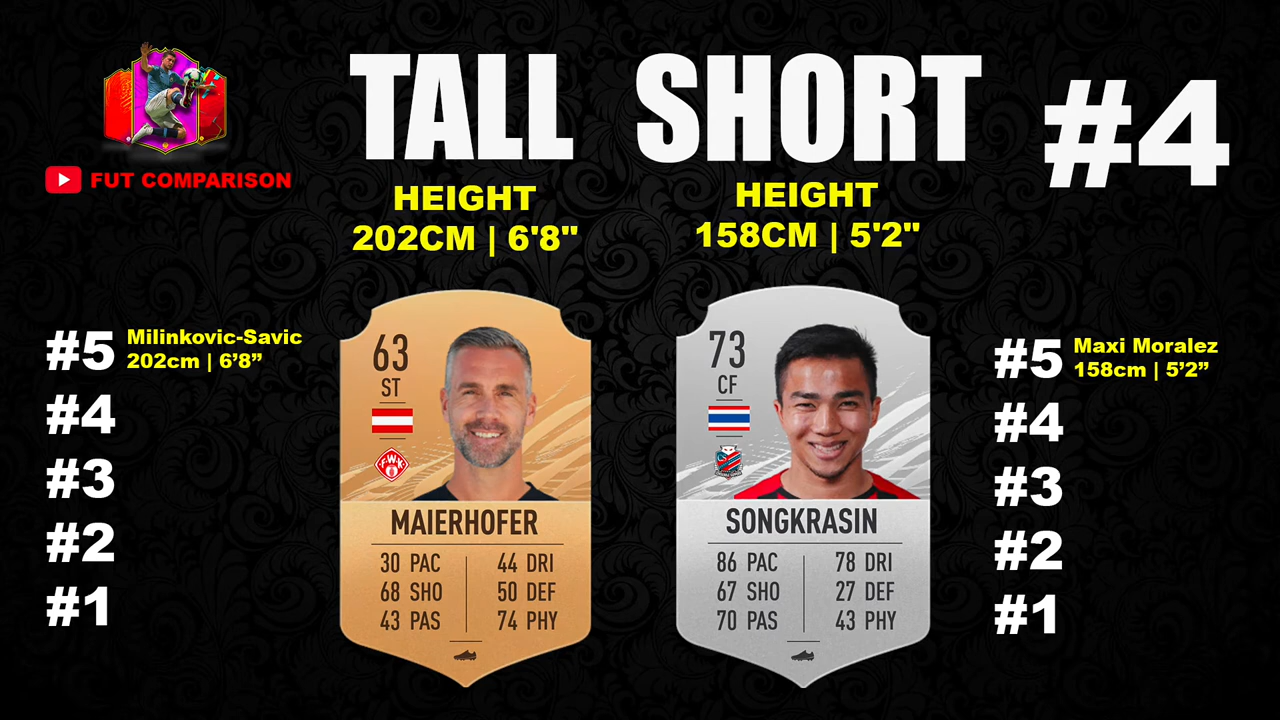 TALL SHORT #4
FUT COMPARISON
HEIGHT
202CM | 6'8"
HEIGHT
158CM | 5'2"
#5 Milinkovic-Savic
202cm | 6’8”
#4
#3
#2
#1
63
ST
MAIERHOFER
30 PAC 44 DRI
68 SHO 50 DEF
43 PAS 74 PHY
73
CF
SONGKRASIN
86 PAC 78 DRI
67 SHO 27 DEF
70 PAS 43 PHY
#5 Maxi Moralez
158cm | 5’2”
#4
#3
#2
#1